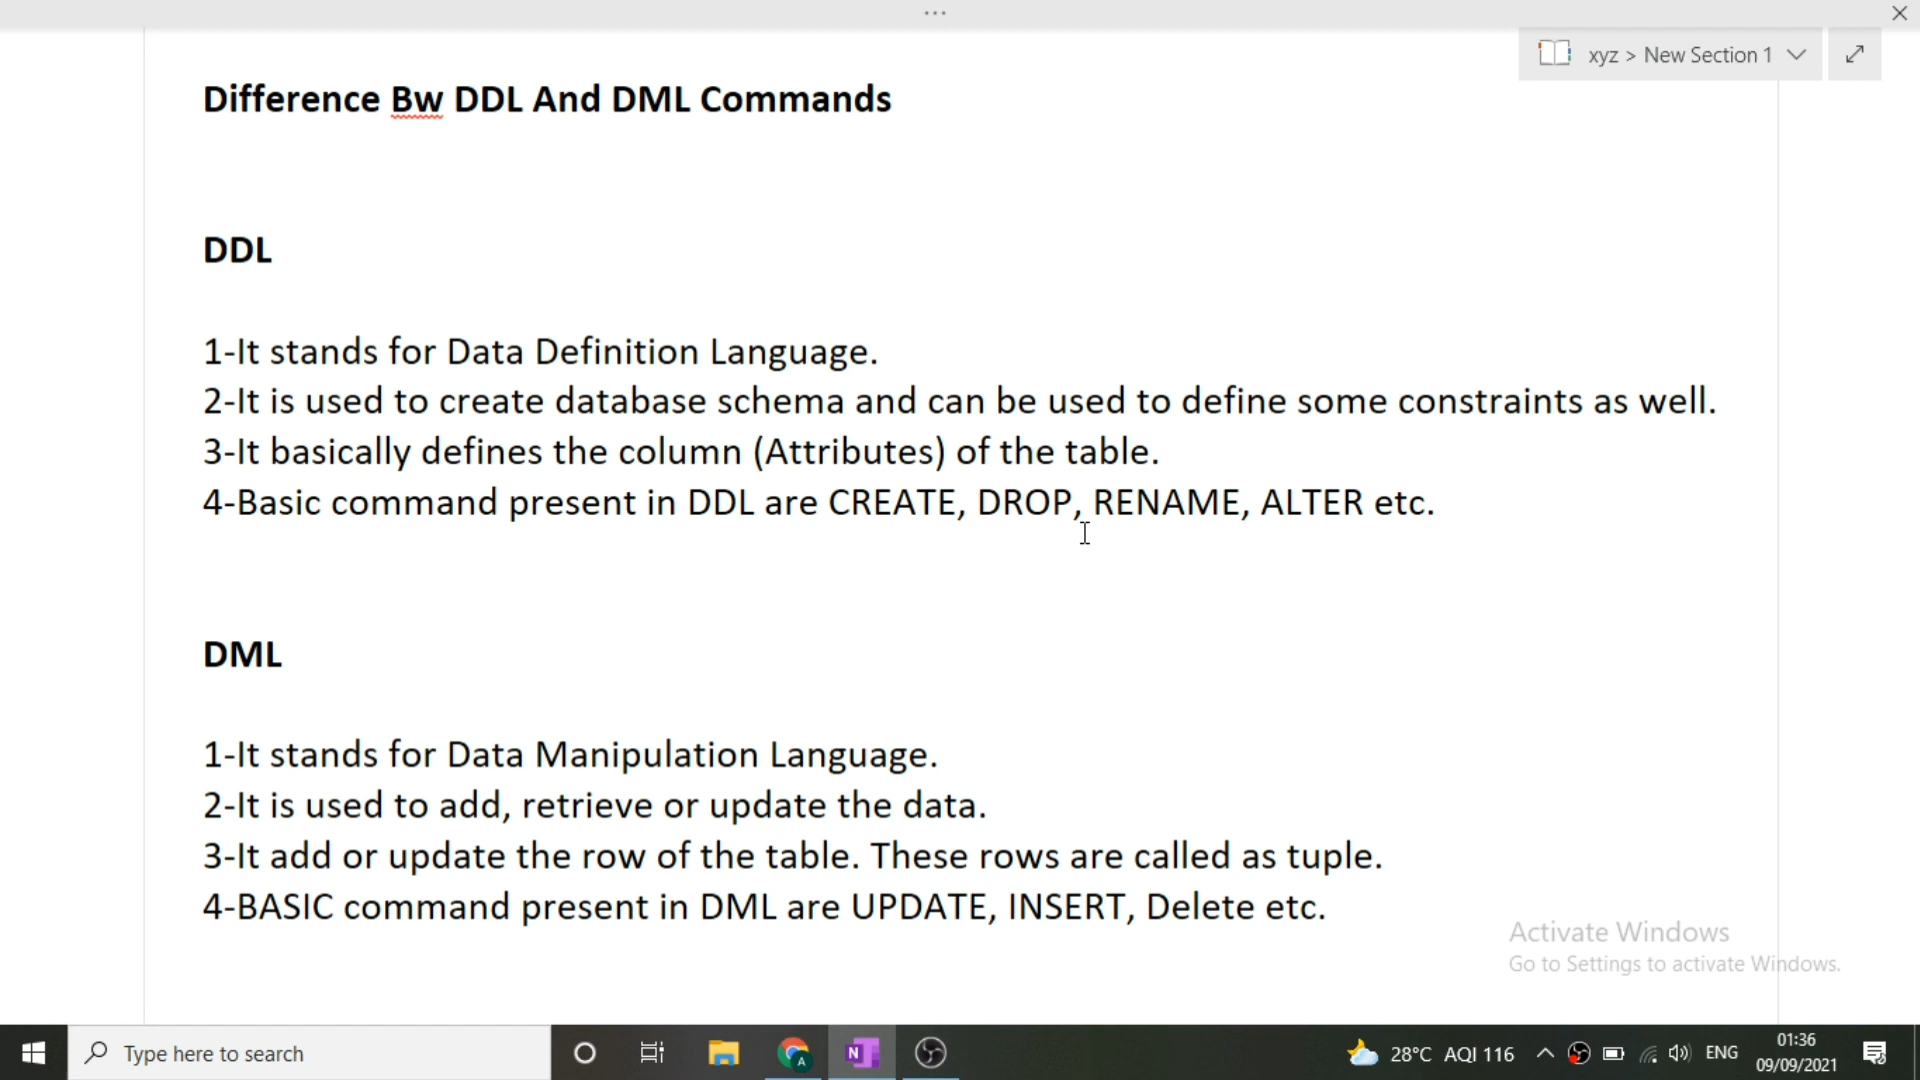 ...
xyz > New Section 1
Difference Bw DDL And DML Commands
DDL
1-It stands for Data Definition Language.
2-It is used to create database schema and can be used to define some constraints as well.
3-It basically defines the column (Attributes) of the table.
4-Basic command present in DDL are CREATE, DROP, RENAME, ALTER etc.
DML
1-It stands for Data Manipulation Language.
2-It is used to add, retrieve or update the data.
3-It add or update the row of the table. These rows are called as tuple.
4-BASIC command present in DML are UPDATE, INSERT, Delete etc.
Activate Windows
Go to Settings to activate Windows.
Type here to search
A
N
28°C AQI 116
ENG
01:36
09/09/2021